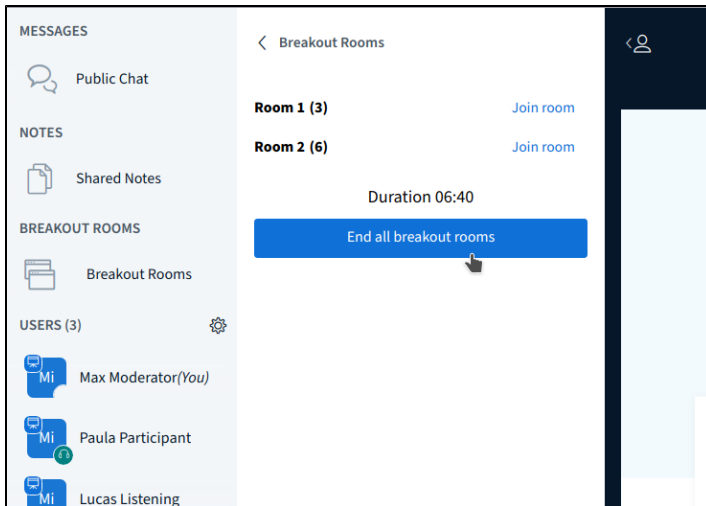 MESSAGES
Public Chat
NOTES
Shared Notes
BREAKOUT ROOMS
Breakout Rooms
USERS (3)
Mi
Max Moderator(You)
Mi
Paula Participant
Mi
Lucas Listening
Breakout Rooms
Room 1 (3) Join room
Room 2 (6) Join room
Duration 06:40
End all breakout rooms